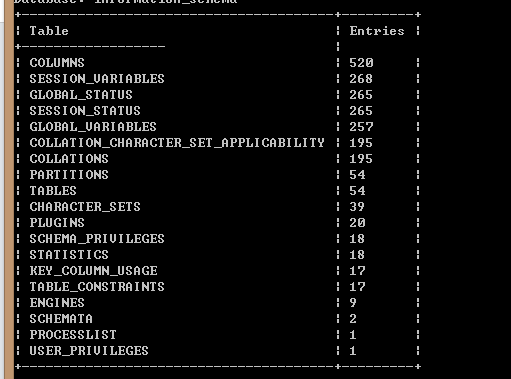 Database: information_schema
+------------------------------------+---------+
| Table | Entries |
+------------------ |
| COLUMNS | 520 |
| SESSION_VARIABLES | 268 |
| GLOBAL_STATUS | 265 |
| SESSION_STATUS | 265 |
| GLOBAL_VARIABLES | 257 |
| COLLATION_CHARACTER_SET_APPLICABILITY | 195 |
| COLLATIONS | 195 |
| PARTITIONS | 54 |
| TABLES | 54 |
| CHARACTER_SETS | 39 |
| PLUGINS | 20 |
| SCHEMA_PRIVILEGES | 18 |
| STATISTICS | 18 |
| KEY_COLUMN_USAGE | 17 |
| TABLE_CONSTRAINTS | 17 |
| ENGINES | 9 |
| SCHEMATA | 2 |
| PROCESSLIST | 1 |
| USER_PRIVILEGES | 1 |
+------------------------------------+---------+